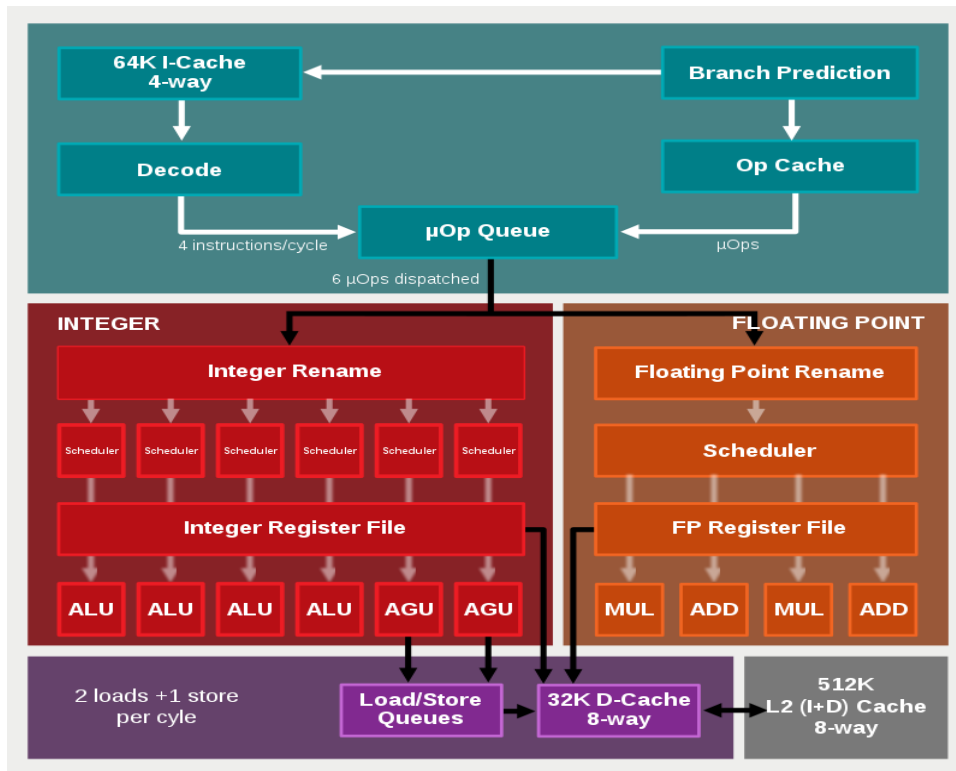 64K I-Cache
4-way
Branch Prediction
Decode
Op Cache
µOp Queue
4 instructions/cycle
µOps
6 µOps dispatched
INTEGER
FLOATING POINT
Integer Rename
Floating Point Rename
Scheduler Scheduler Scheduler Scheduler Scheduler Scheduler
Scheduler
Integer Register File
FP Register File
ALU ALU ALU ALU AGU AGU
MUL ADD MUL ADD
2 loads +1 store
per cyle
Load/Store
Queues
32K D-Cache
8-way
512K
L2 (I+D) Cache
8-way